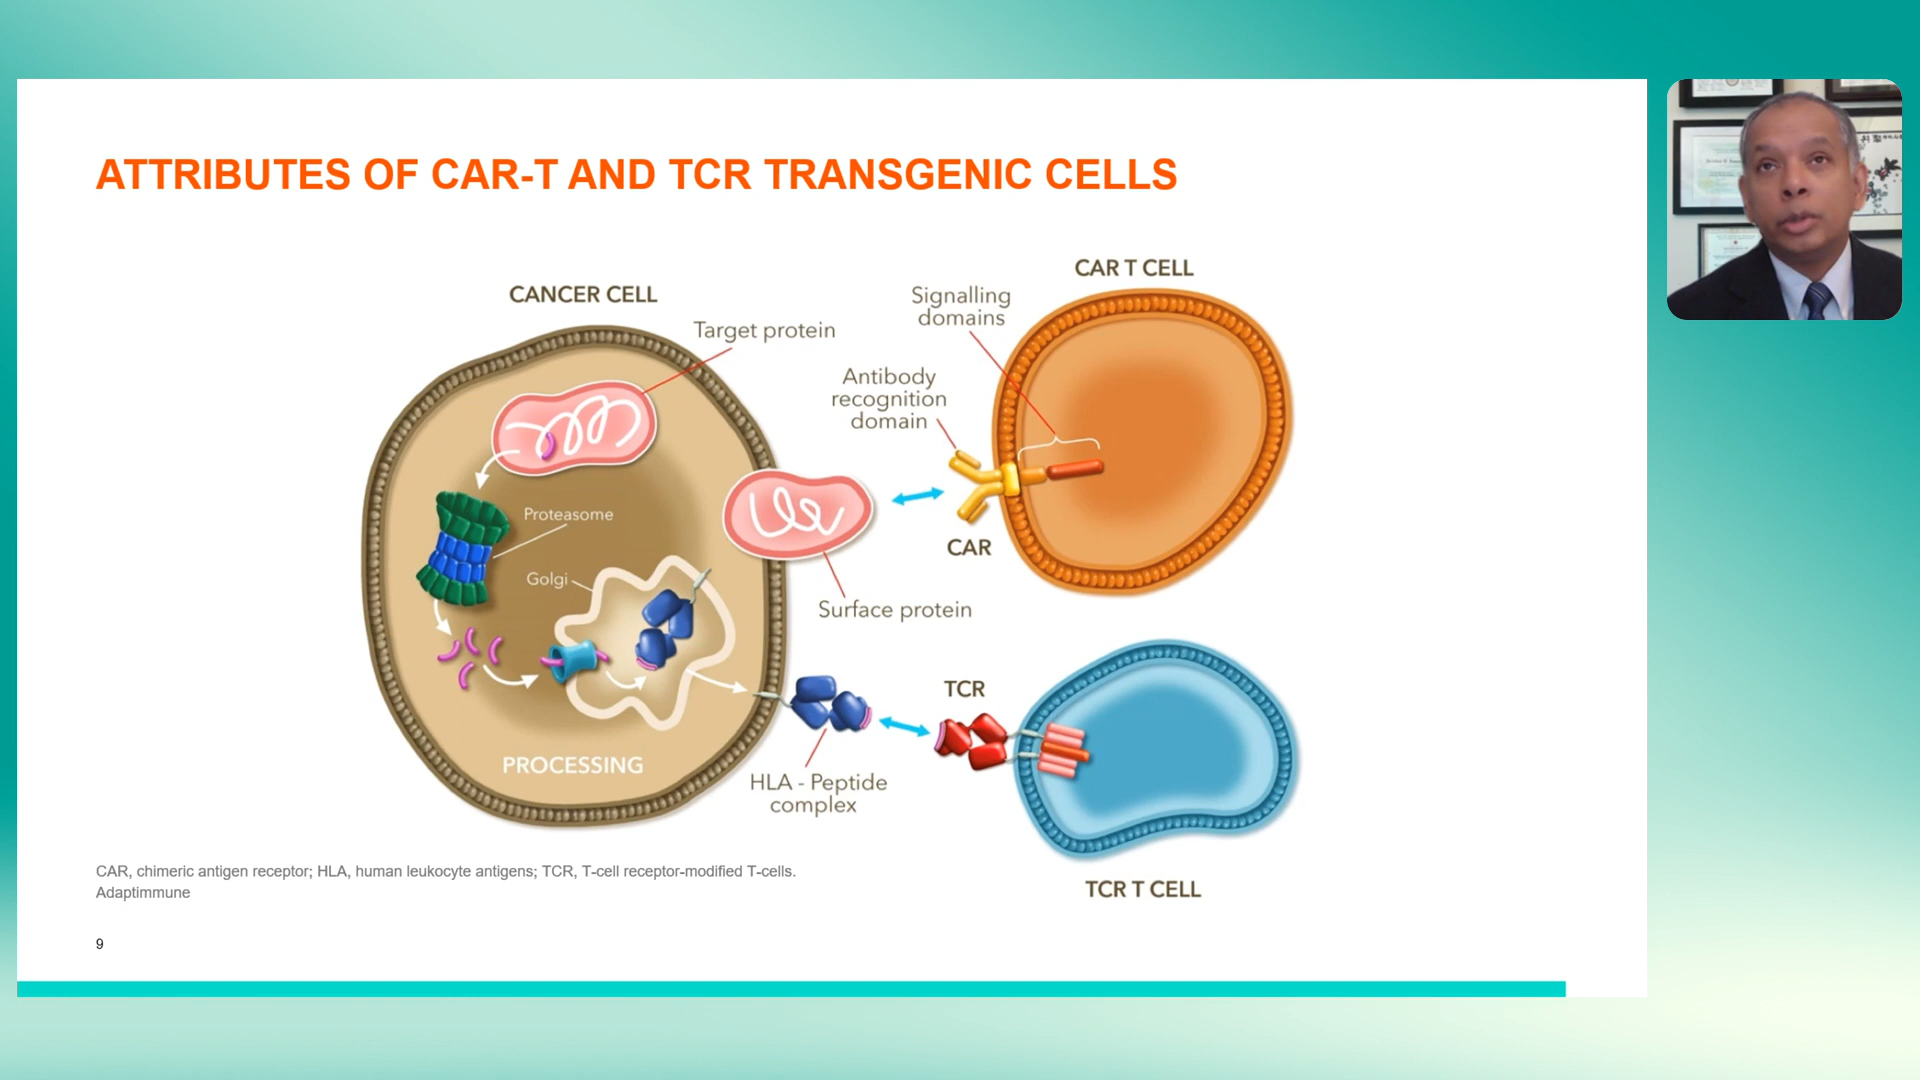 ATTRIBUTES OF CAR-T AND TCR TRANSGENIC CELLS
CANCER CELL
Target protein
Signalling
domains
CAR T CELL
Antibody
recognition
domain
Proteasome
CAR
Golgi
Surface protein
TCR
PROCESSING
HLA - Peptide
complex
TCR T CELL
CAR, chimeric antigen receptor; HLA, human leukocyte antigens; TCR, T-cell receptor-modified T-cells.
Adaptimmune
9